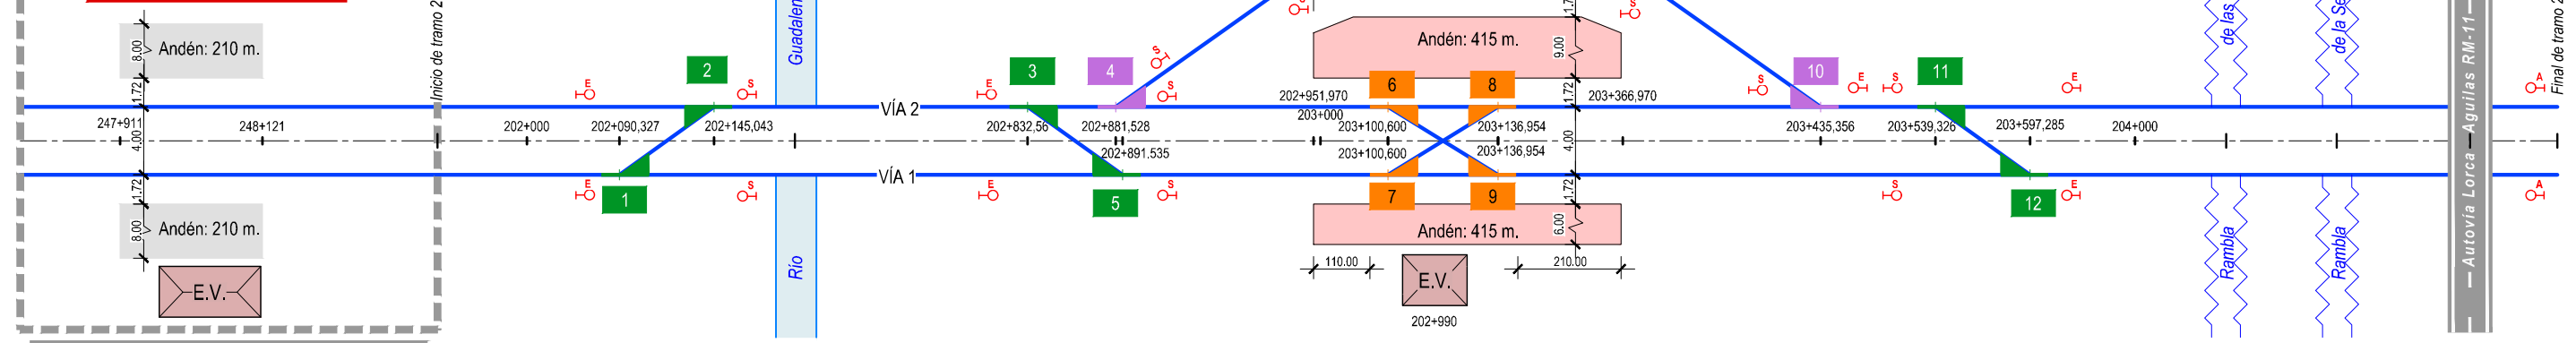 Andén: 210 m.
8.00
1.72
Inicio de tramo 2
E
2
S
Guadalen
E
3
4
S
S
S
Andén: 415 m.
9.00
1.72
6
8
S
S
10
E
S
11
E
de las
de la Se
A
Final de tramo 2
VÍA 2
202+951,970
203+366,970
247+911
248+121
4.00
202+000
202+090,327
202+145,043
202+832,56
202+881,528
202+891.535
203+000
203+100,600
203+136,954
203+100,600
203+136,954
4.00
203+435,356
203+539,326
203+597,285
204+000
VÍA 1
1.72
E
1
S
E
5
S
7
9
1.72
S
12
E
A
Andén: 210 m.
8.00
Andén: 415 m.
6.00
E.V.
Río
110.00
E.V.
210.00
202+990
Rambla
Rambla
Autovía Lorca — Aguilas RM-11